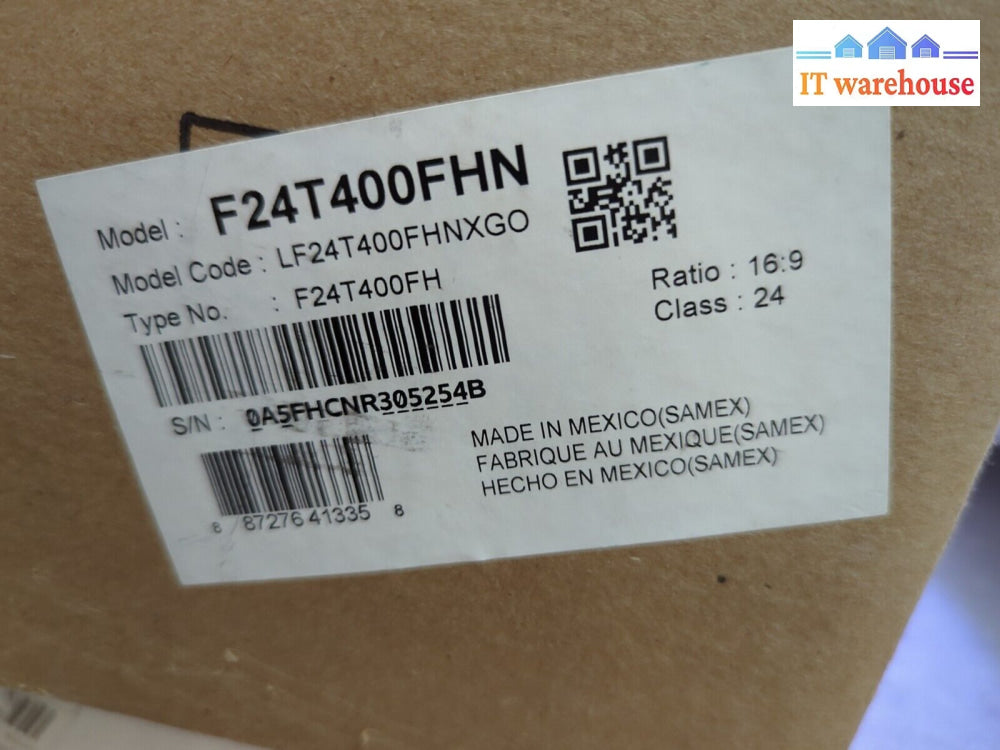 IT warehouse
Model : F24T400FHN
Model Code : LF24T400FHNXGO
Type No. : F24T400FH
Ratio : 16:9
Class : 24
S/N : 0A5FHCNR305254B
8 87276 41335 8
MADE IN MEXICO(SAMEX)
FABRIQUE AU MEXIQUE(SAMEX)
HECHO EN MEXICO(SAMEX)